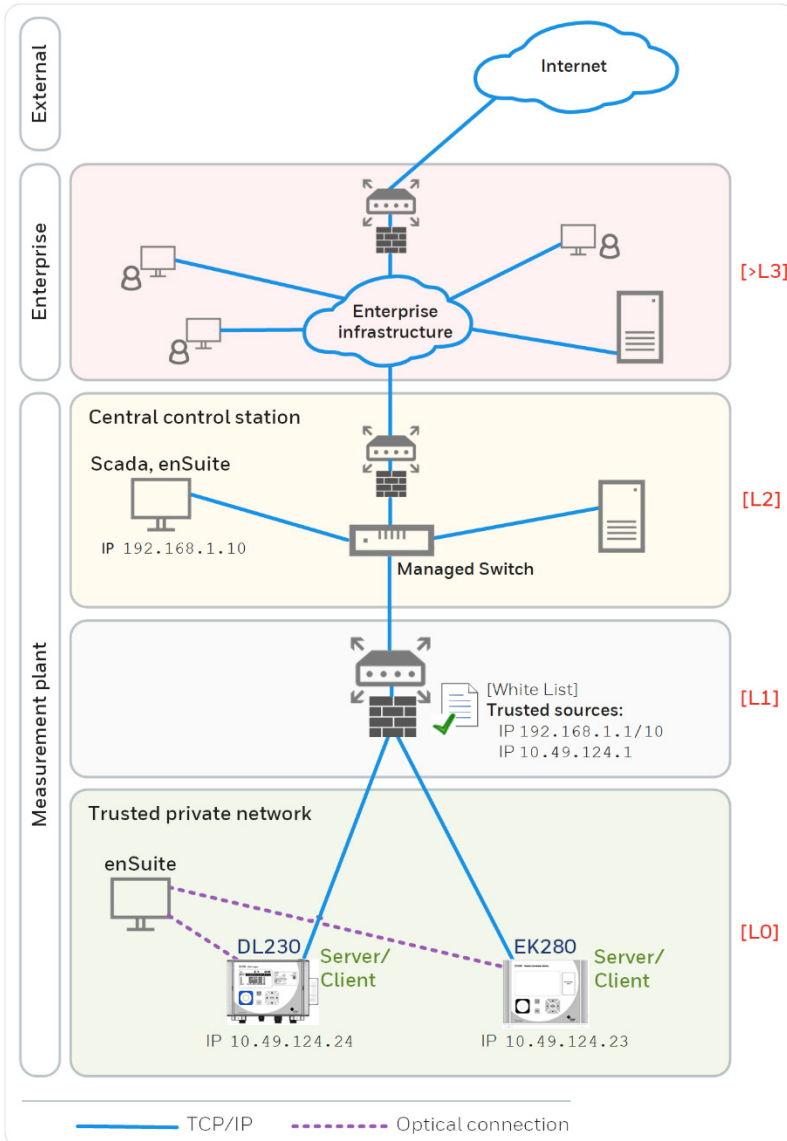 External
Internet
Enterprise
Enterprise
infrastructure
[>L3]
Measurement plant
Central control station
Scada, enSuite
IP 192.168.1.10
Managed Switch
[L2]
[White List]
Trusted sources:
IP 192.168.1.1/10
IP 10.49.124.1
[L1]
Trusted private network
enSuite
DL230
Server/
Client
IP 10.49.124.24
EK280
Server/
Client
IP 10.49.124.23
[L0]
TCP/IP
Optical connection